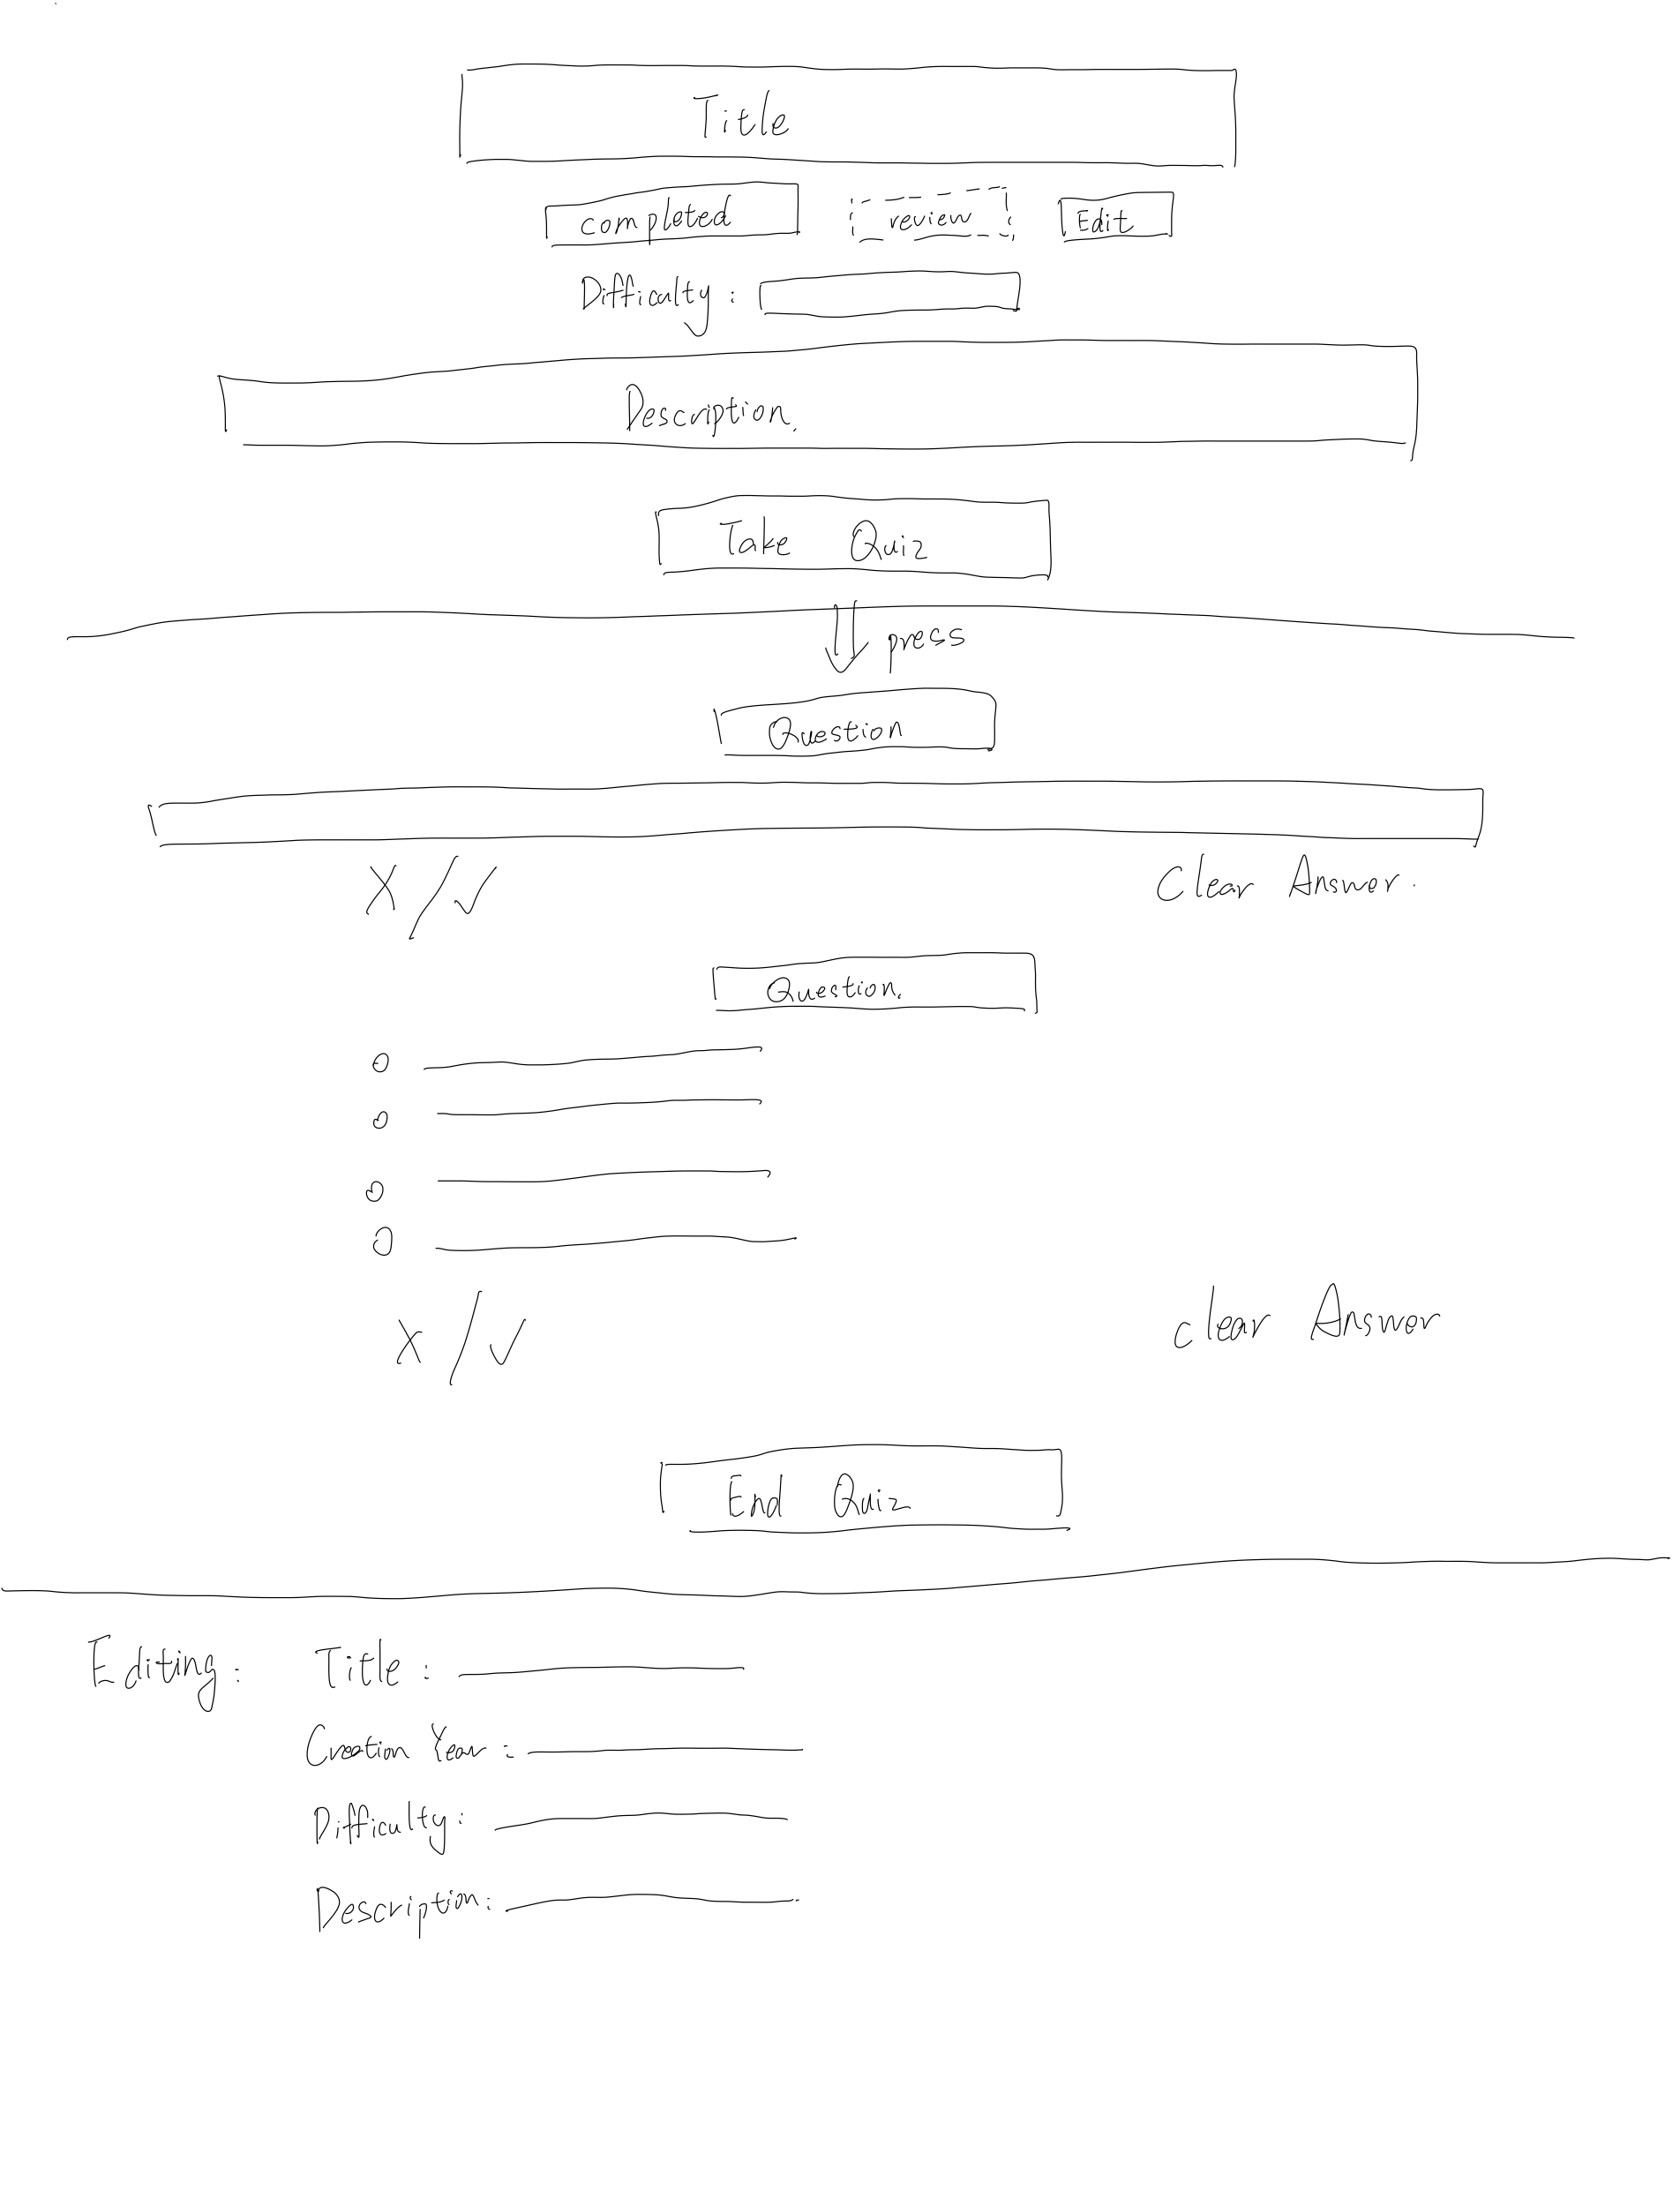 Title
completed review Edit
Difficulty :
Description.
Take Quiz
press
Question
X / √ Clear Answer.
Question.
X / √ clear Answer
End Quiz
Editing: Title :
Creation Year :
Difficulty:
Description: